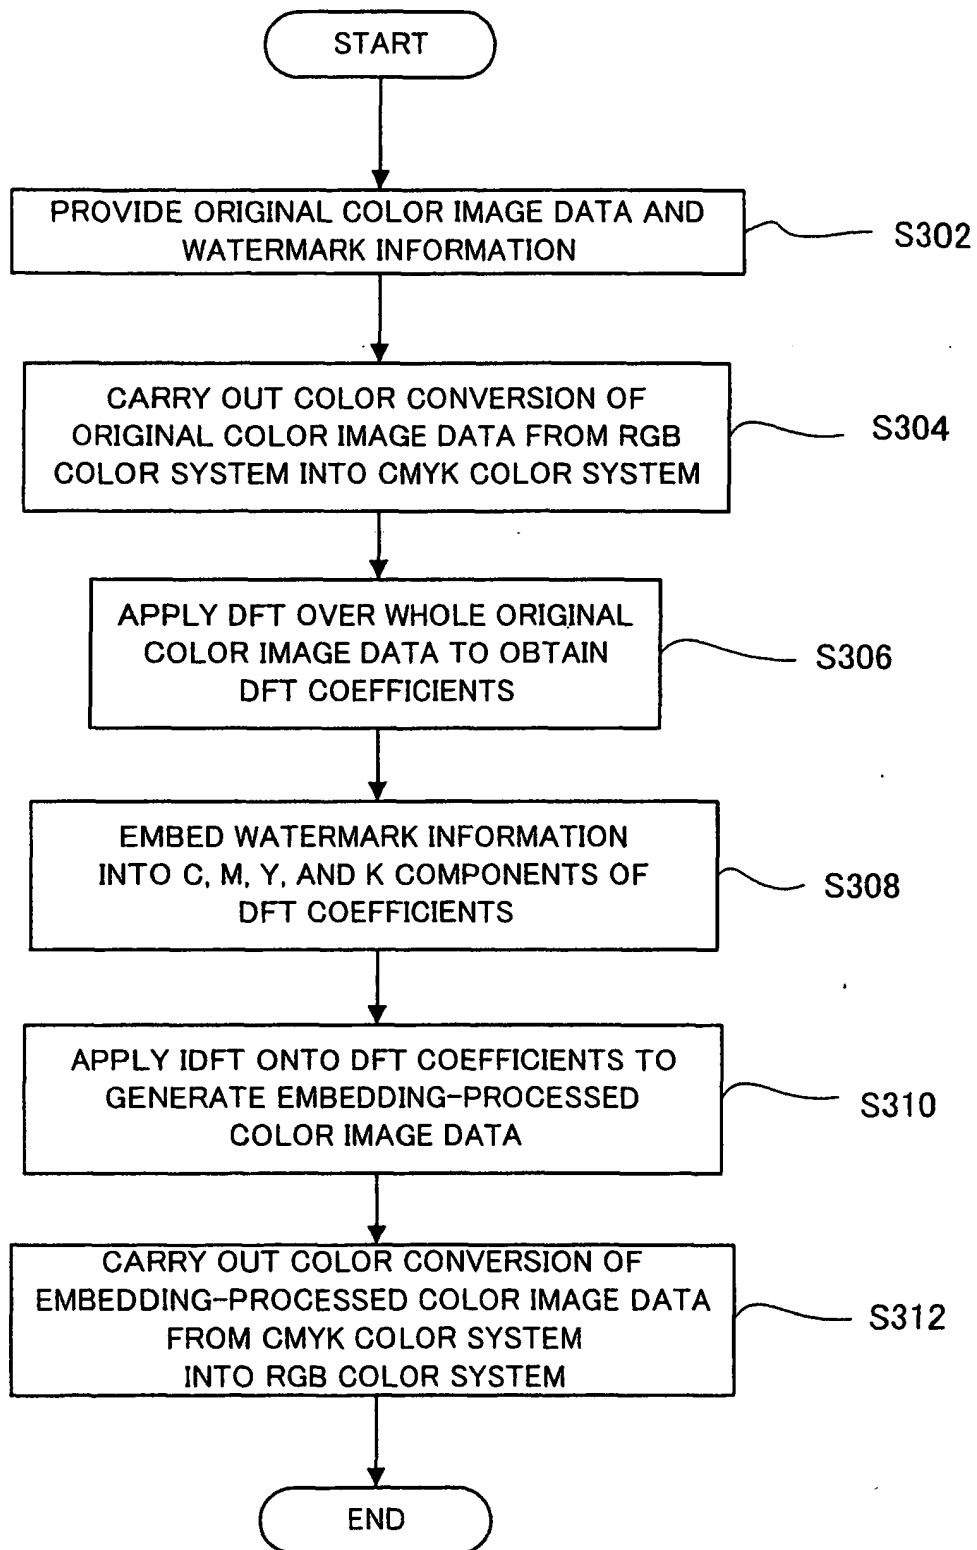 START
PROVIDE ORIGINAL COLOR IMAGE DATA AND
WATERMARK INFORMATION
S302
CARRY OUT COLOR CONVERSION OF
ORIGINAL COLOR IMAGE DATA FROM RGB
COLOR SYSTEM INTO CMYK COLOR SYSTEM
S304
APPLY DFT OVER WHOLE ORIGINAL
COLOR IMAGE DATA TO OBTAIN
DFT COEFFICIENTS
S306
EMBED WATERMARK INFORMATION
INTO C, M, Y, AND K COMPONENTS OF
DFT COEFFICIENTS
S308
APPLY IDFT ONTO DFT COEFFICIENTS TO
GENERATE EMBEDDING-PROCESSED
COLOR IMAGE DATA
S310
CARRY OUT COLOR CONVERSION OF
EMBEDDING-PROCESSED COLOR IMAGE DATA
FROM CMYK COLOR SYSTEM
INTO RGB COLOR SYSTEM
S312
END